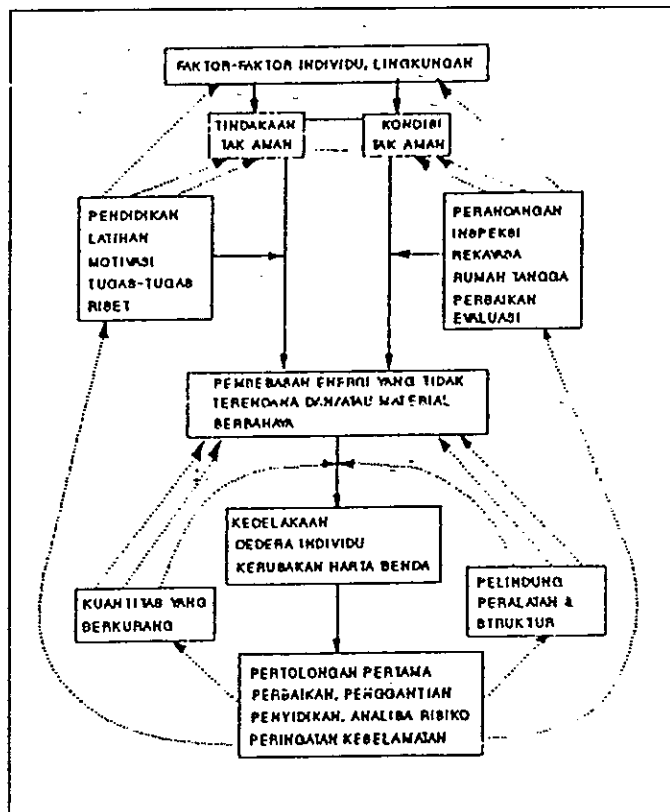 FAKTOR-FAKTOR INDIVIDU, LINGKUNGAN
TINDAKAAN
TAK AMAN
KONDISI
TAK AMAN
PENDIDIKAN
LATIHAN
MOTIVASI
TUGAS-TUGAS
RISET
PERANCANGAN
INSPEKSI
REKAYASA
RUMAH TANGGA
PERBAIKAN
EVALUASI
PEMBEBASAN ENERGI YANG TIDAK
TERENCANA DAN/ATAU MATERIAL
BERBAHAYA
KECELAKAAN
CEDERA INDIVIDU
KERUSAKAN HARTA BENDA
KUANTITAS YANG
BERKURANG
PELINDUNG
PERALATAN &
STRUKTUR
PERTOLONGAN PERTAMA
PERBAIKAN, PENGGANTIAN
PENYIDIKAN, ANALISA RISIKO
PERINGATAN KESELAMATAN